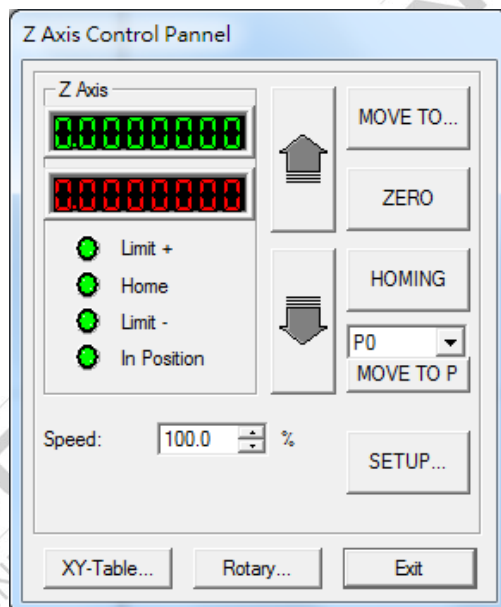 Z Axis Control Pannel
Z Axis
0.0000000
0.0000000
Limit +
Home
Limit -
In Position
MOVE TO...
ZERO
HOMING
P0
MOVE TO P
Speed: 100.0 %
SETUP...
XY-Table... Rotary... Exit